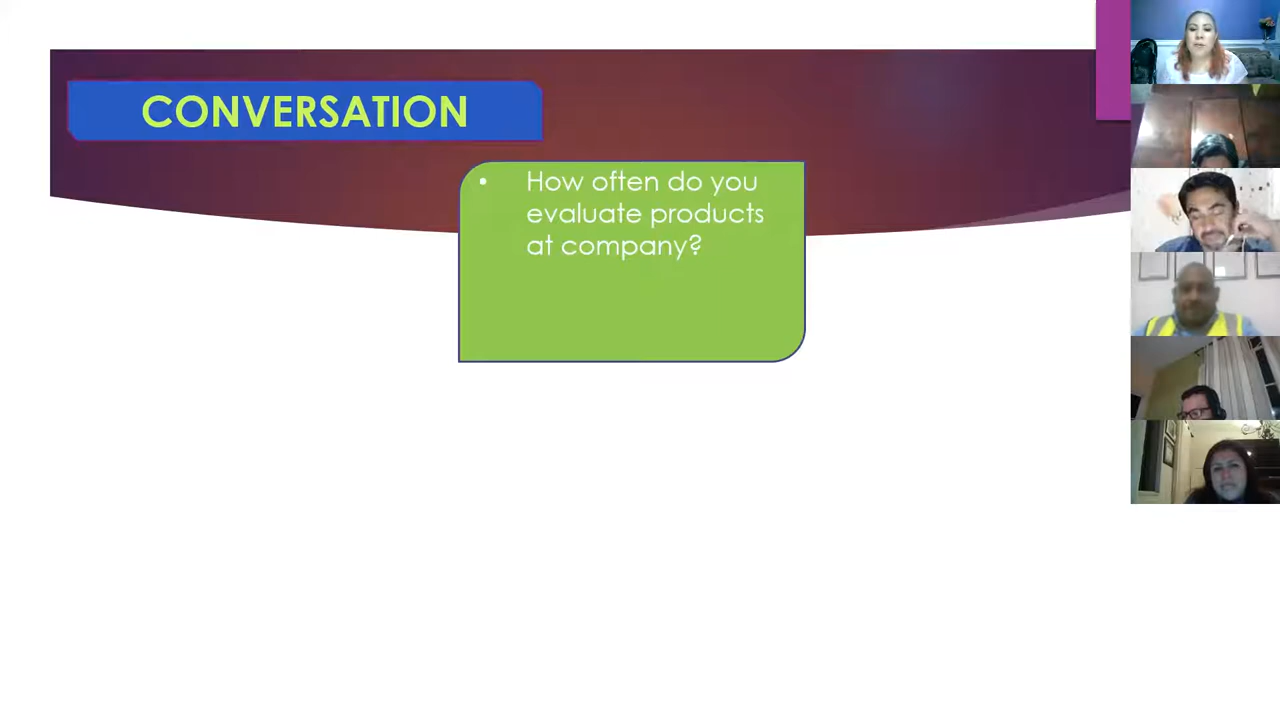 CONVERSATION
• How often do you
evaluate products
at company?